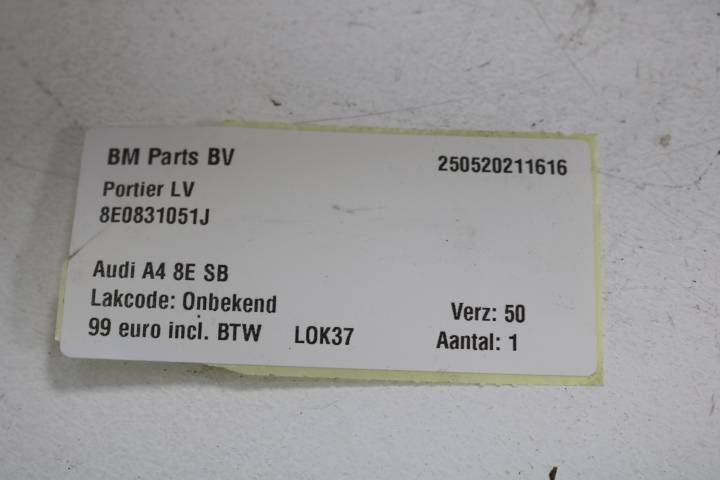 BM Parts BV 250520211616
Portier LV
8E0831051J
Audi A4 8E SB
Lakcode: Onbekend Verz: 50
99 euro incl. BTW LOK37 Aantal: 1